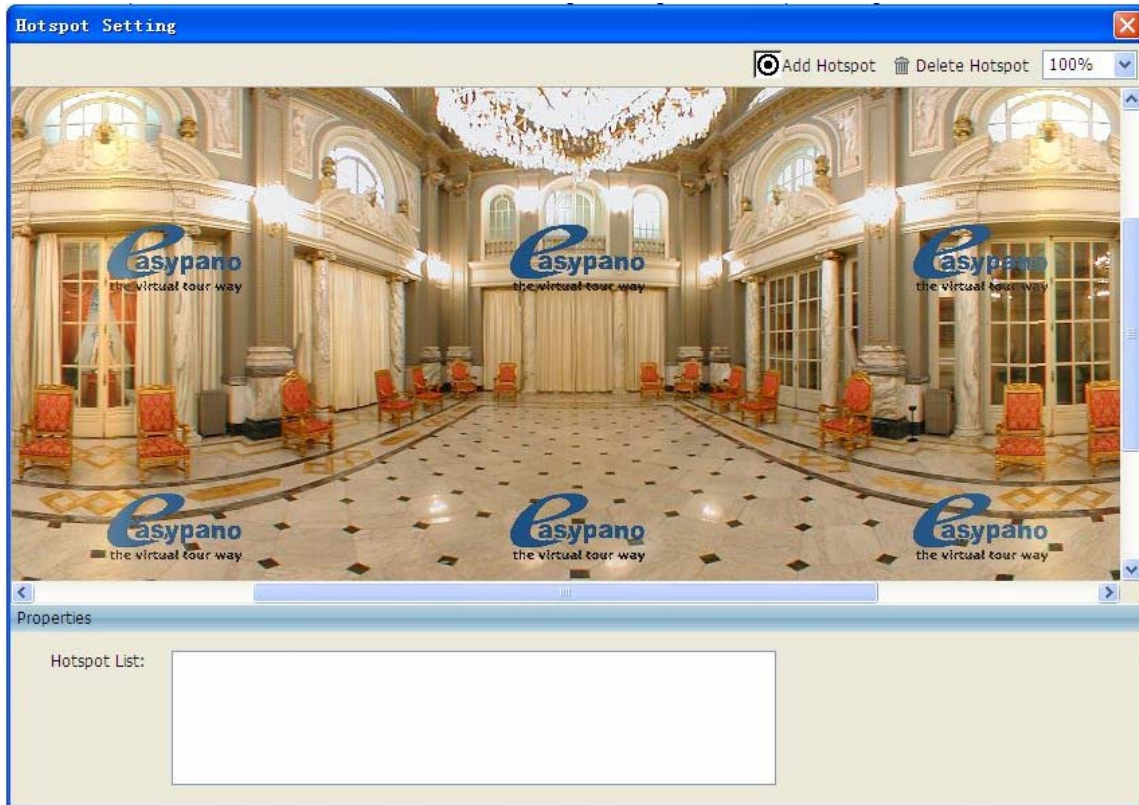 Hotspot Setting
Add Hotspot Delete Hotspot 100%
easypano easypano easypano
the virtual tour way the virtual tour way the virtual tour way
easypano easypano easypano
the virtual tour way the virtual tour way the virtual tour way
Properties
Hotspot List: